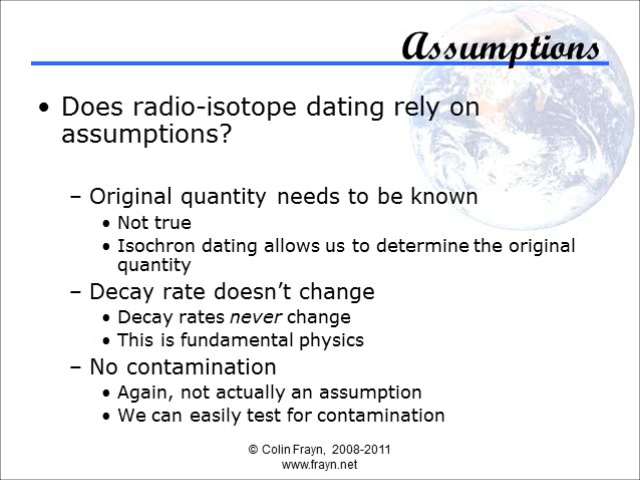 Assumptions
• Does radio-isotope dating rely on
assumptions?
– Original quantity needs to be known
• Not true
• Isochron dating allows us to determine the original
quantity
– Decay rate doesn’t change
• Decay rates never change
• This is fundamental physics
– No contamination
• Again, not actually an assumption
• We can easily test for contamination
© Colin Frayn, 2008-2011
www.frayn.net